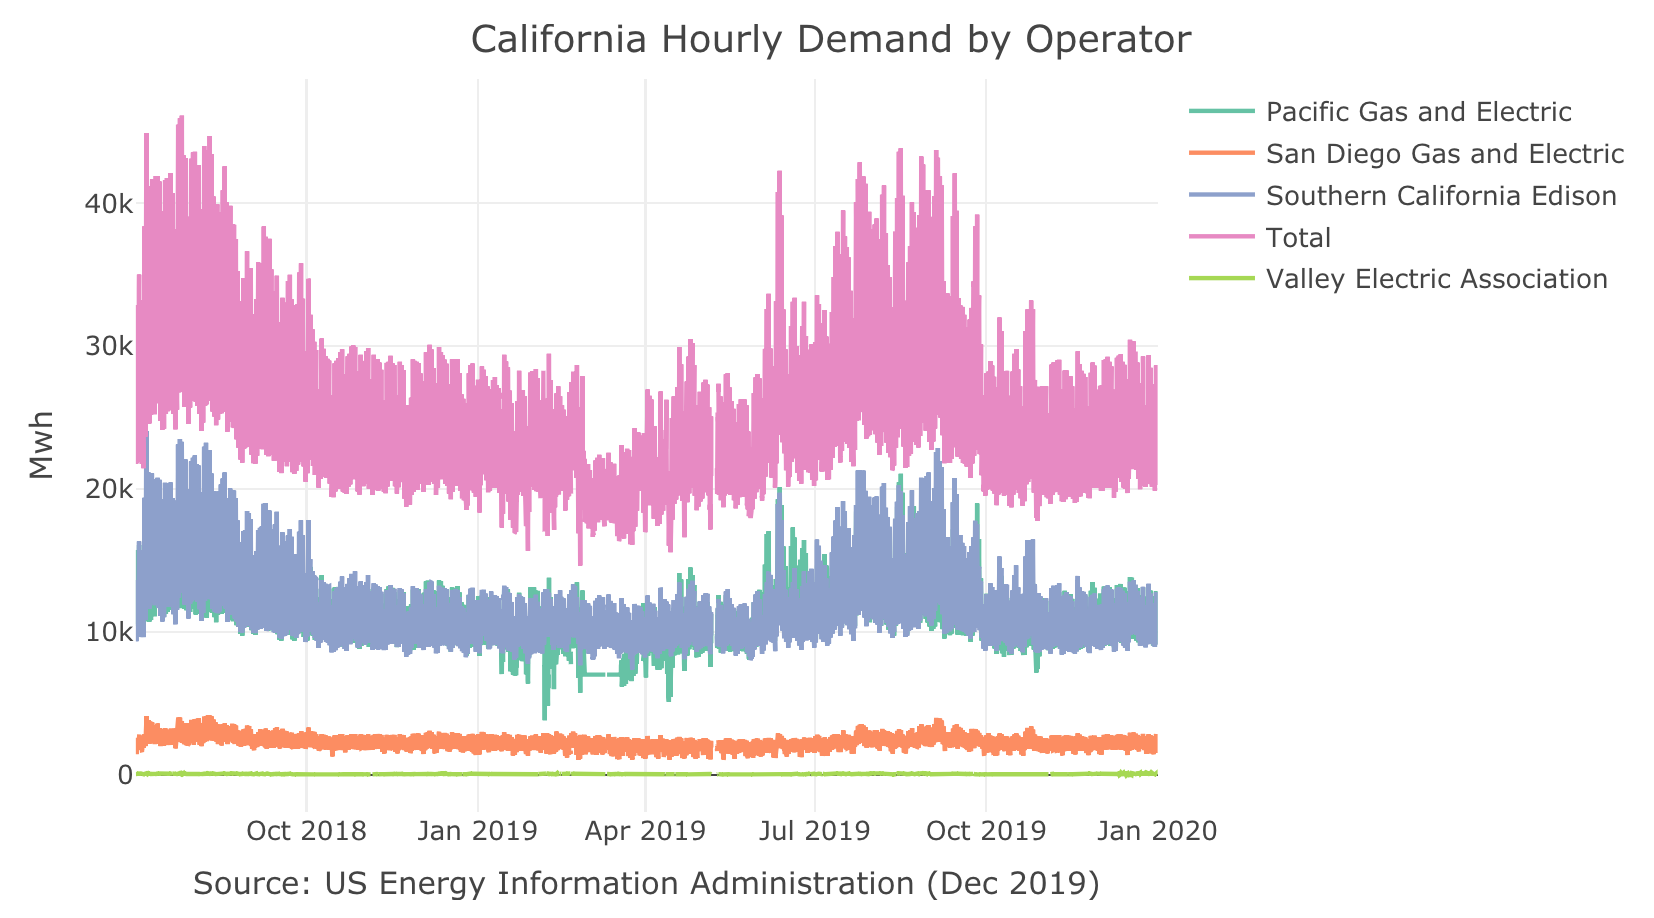 California Hourly Demand by Operator
Pacific Gas and Electric
San Diego Gas and Electric
Southern California Edison
Total
Valley Electric Association
40k
30k
20k
10k
0
Mwh
Oct 2018
Jan 2019
Apr 2019
Jul 2019
Oct 2019
Jan 2020
Source: US Energy Information Administration (Dec 2019)